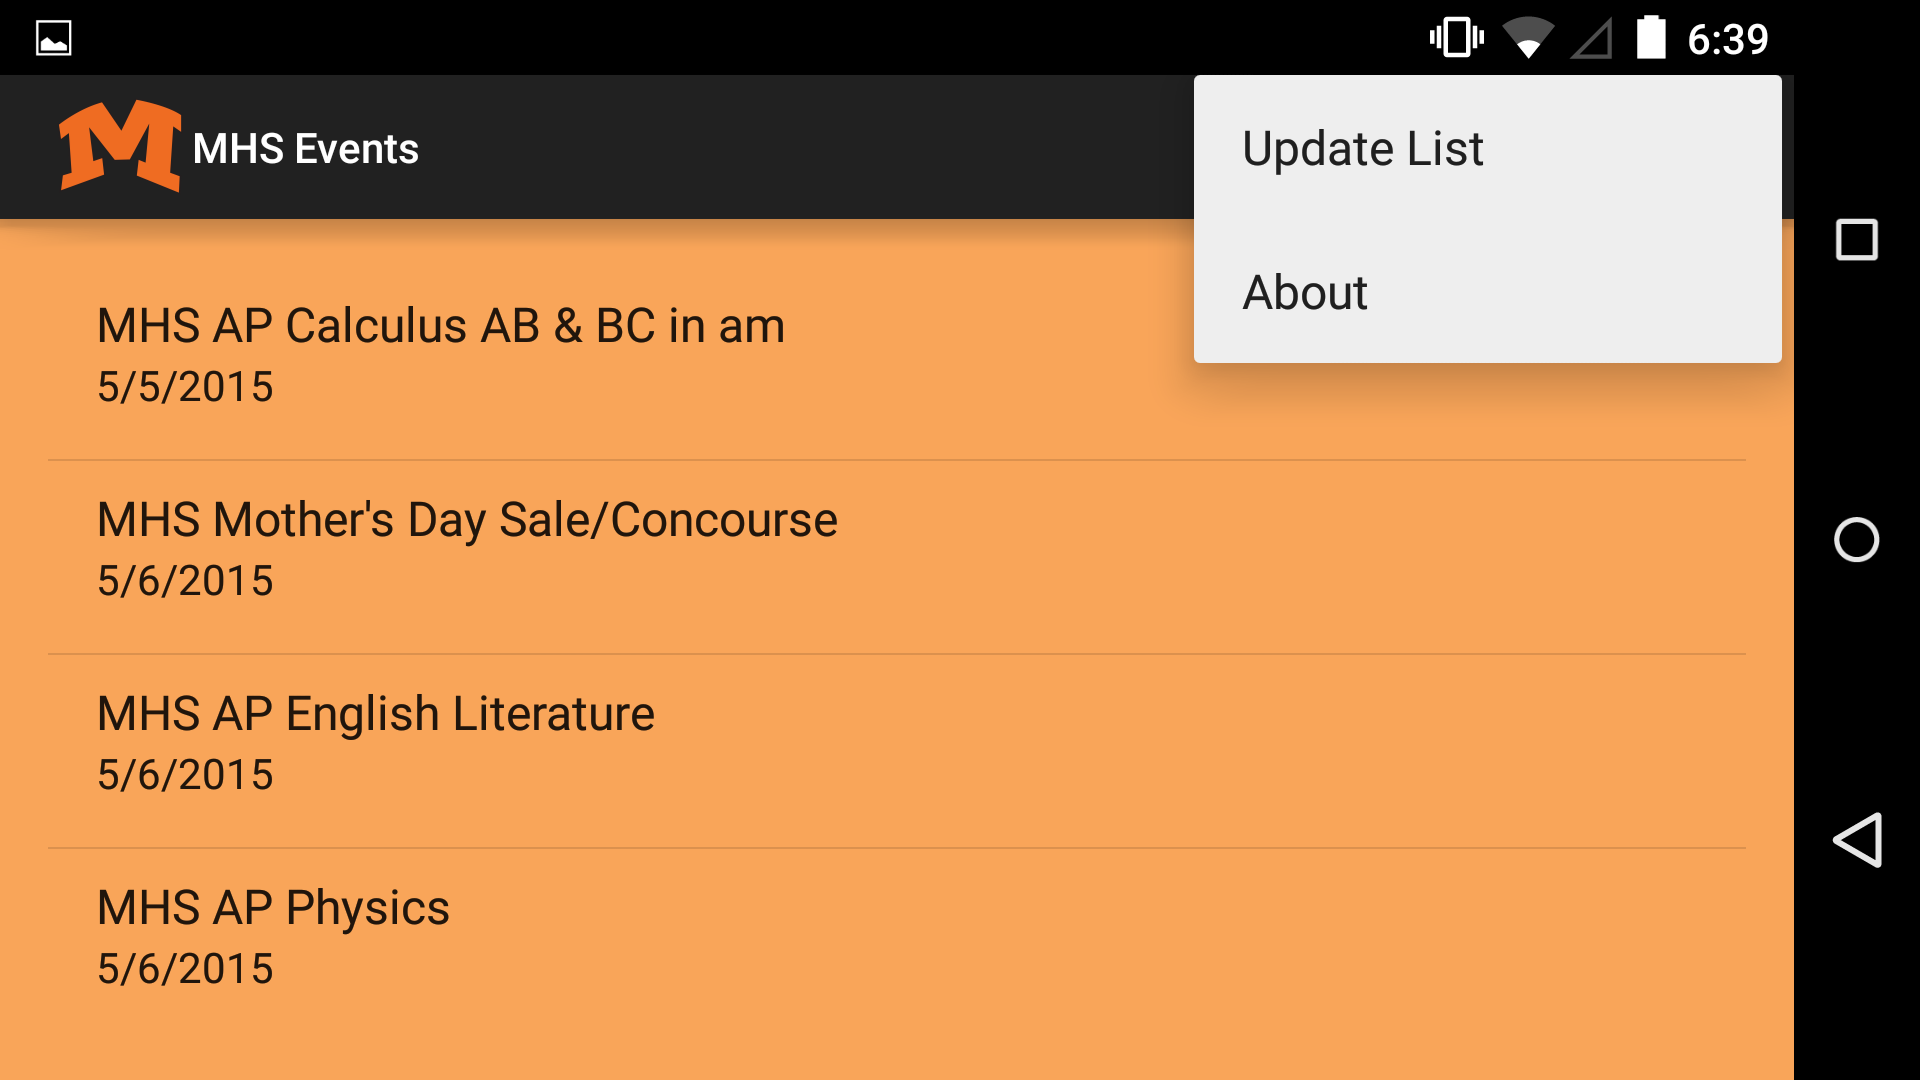 6:39
M
MHS Events
Update List
About
MHS AP Calculus AB & BC in am
5/5/2015
MHS Mother's Day Sale/Concourse
5/6/2015
MHS AP English Literature
5/6/2015
MHS AP Physics
5/6/2015